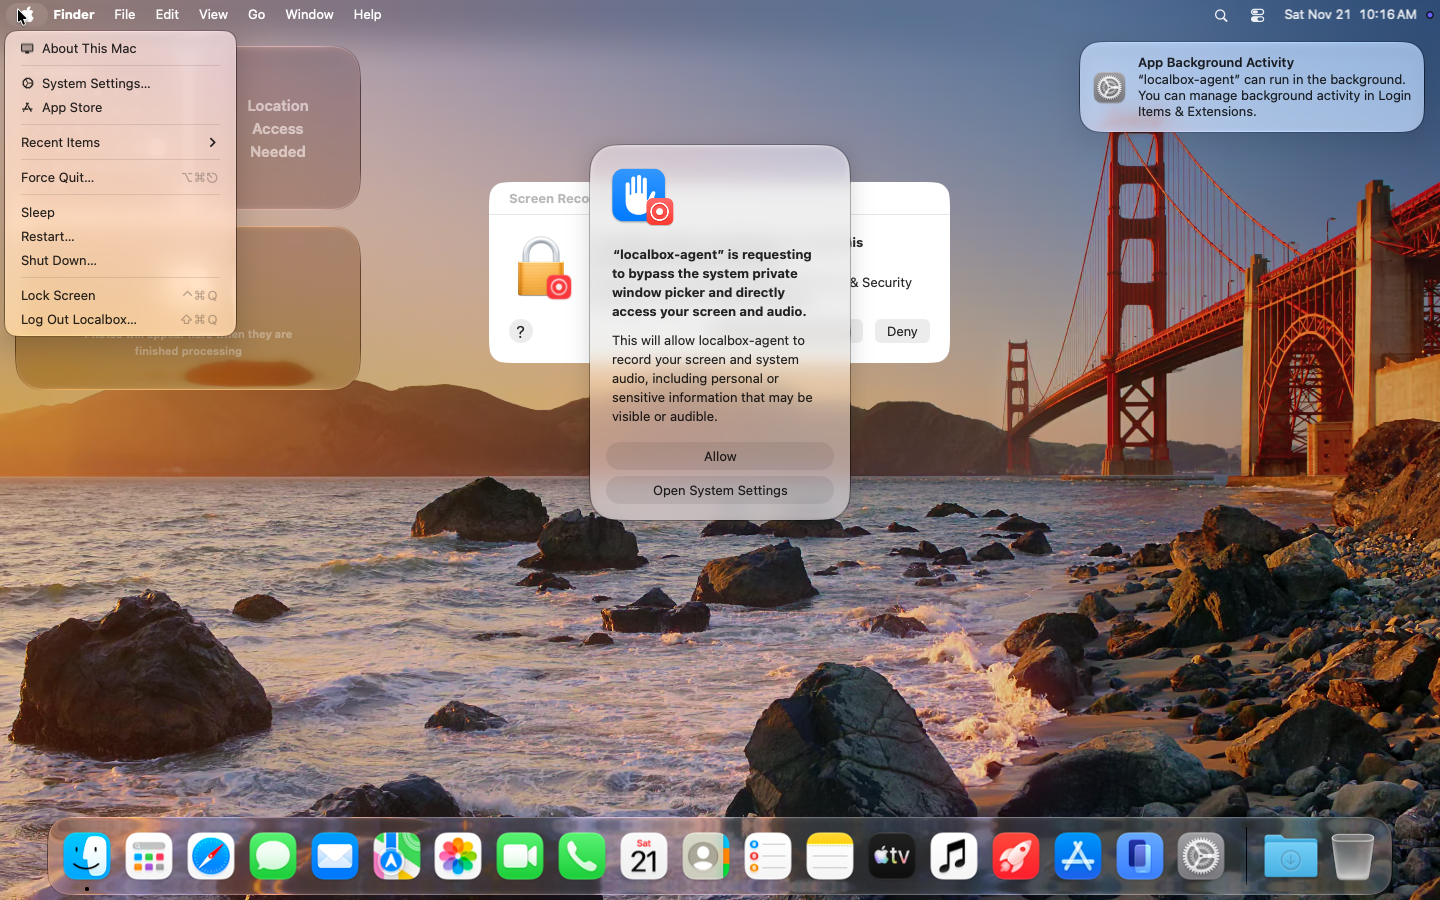 Finder File Edit View Go Window Help
Sat Nov 21 10:16 AM
About This Mac
System Settings...
App Store
Recent Items
Force Quit... ⌥⌘⎋
Sleep
Restart...
Shut Down...
Lock Screen ^⌘Q
Log Out Localbox... ⇧⌘Q
Location
Access
Needed
finished processing
App Background Activity
“localbox-agent” can run in the background.
You can manage background activity in Login
Items & Extensions.
Screen Reco
& Security
?
Deny
“localbox-agent” is requesting
to bypass the system private
window picker and directly
access your screen and audio.
This will allow localbox-agent to
record your screen and system
audio, including personal or
sensitive information that may be
visible or audible.
Allow
Open System Settings
Sat
21
tv